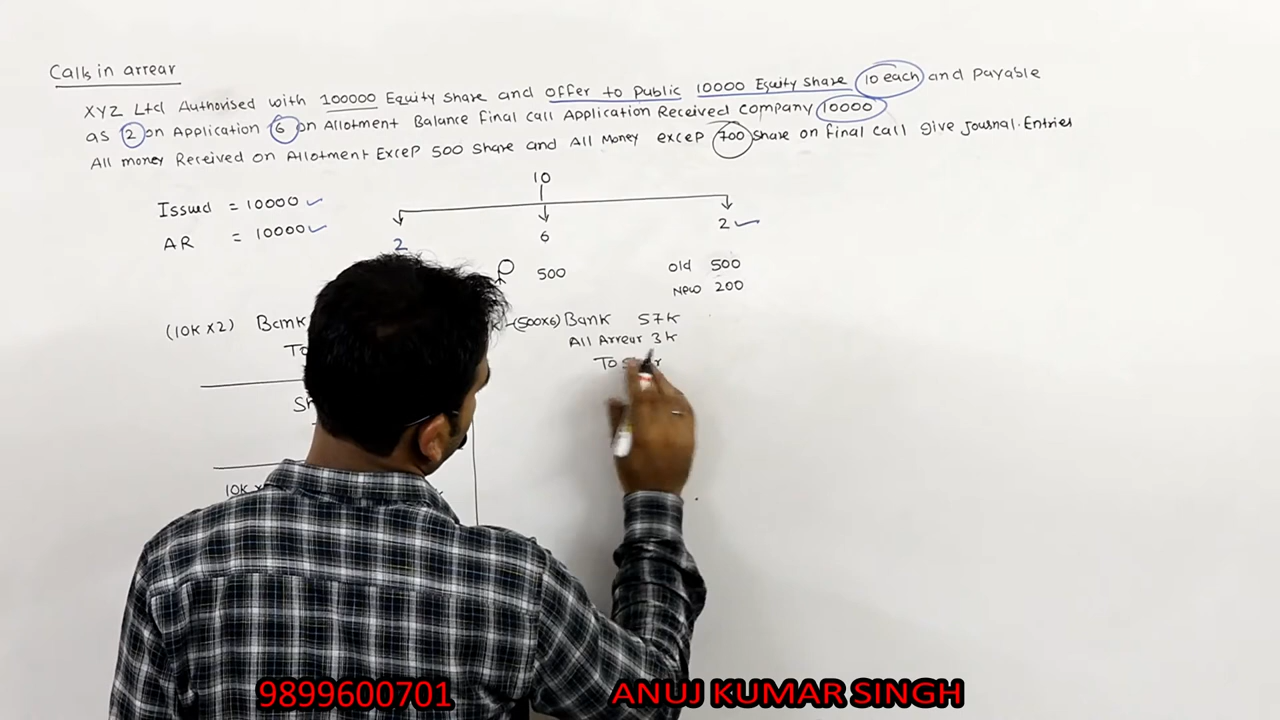 Calls in arrear
XYZ Ltd Authorised with 100000 Equity Share and offer to Public 10000 Equity share 10 each and payable
as 2 on Application 6 on Allotment Balance final call Application Received company 10000
All money Received on Allotment Excep 500 Share and All Money excep 700 Share on final call give Journal Entries
10
Issued = 10000
AR = 10000
2 6 2
500
old 500
New 200
(10K X2) Bank
-(500x6) Bank 57K
All Arrear 3K
To
To
10K
9899600701 ANUJ KUMAR SINGH